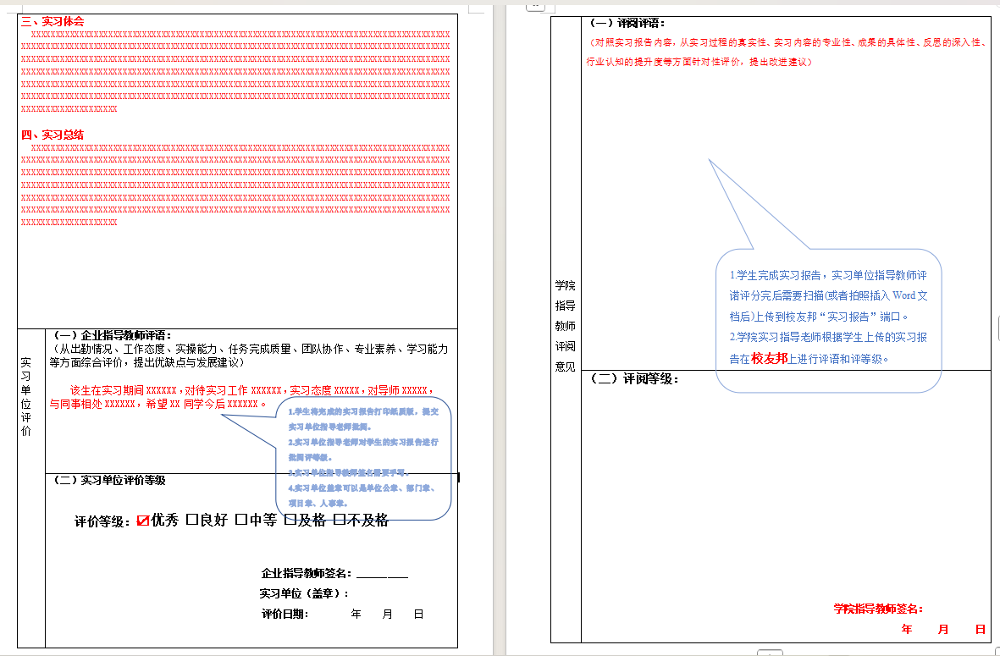 三、实习体会
XXXXXXXXXXXXXXXXXXXXXXXXXXXXXXXXXXXXXXXXXXXXXXXXXXXXXXXXXXXXXXXXXXXXXXXXXXXXXXXXXX
XXXXXXXXXXXXXXXXXXXXXXXXXXXXXXXXXXXXXXXXXXXXXXXXXXXXXXXXXXXXXXXXXXXXXXXXXXXXXXXXXXXX
XXXXXXXXXXXXXXXXXXXXXXXXXXXXXXXXXXXXXXXXXXXXXXXXXXXXXXXXXXXXXXXXXXXXXXXXXXXXXXXXXXXX
XXXXXXXXXXXXXXXXXXXXXXXXXXXXXXXXXXXXXXXXXXXXXXXXXXXXXXXXXXXXXXXXXXXXXXXXXXXXXXXXXXXX
XXXXXXXXXXXXXXXXXXXXXXXXXXXXXXXXXXXXXXXXXXXXXXXXXXXXXXXXXXXXXXXXXXXXXXXXXXXXXXXXXXXX
XXXXXXXXXXXXXXXXXXXXXXXXXXXXXXXXXXXXXXXXXXXXXXXXXXXXXXXXXXXXXXXXXXXXXXXXXXXXXXXXXXXX
XXXXXXXXXXXXXXXXXXX
四、实习总结
XXXXXXXXXXXXXXXXXXXXXXXXXXXXXXXXXXXXXXXXXXXXXXXXXXXXXXXXXXXXXXXXXXXXXXXXXXXXXXXXXX
XXXXXXXXXXXXXXXXXXXXXXXXXXXXXXXXXXXXXXXXXXXXXXXXXXXXXXXXXXXXXXXXXXXXXXXXXXXXXXXXXXXX
XXXXXXXXXXXXXXXXXXXXXXXXXXXXXXXXXXXXXXXXXXXXXXXXXXXXXXXXXXXXXXXXXXXXXXXXXXXXXXXXXXXX
XXXXXXXXXXXXXXXXXXXXXXXXXXXXXXXXXXXXXXXXXXXXXXXXXXXXXXXXXXXXXXXXXXXXXXXXXXXXXXXXXXXX
XXXXXXXXXXXXXXXXXXXXXXXXXXXXXXXXXXXXXXXXXXXXXXXXXXXXXXXXXXXXXXXXXXXXXXXXXXXXXXXXXXXX
XXXXXXXXXXXXXXXXXXXXXXXXXXXXXXXXXXXXXXXXXXXXXXXXXXXXXXXXXXXXXXXXXXXXXXXXXXXXXXXXXXXX
XXXXXXXXXXXXXXXXXXX
实习单位评价
（一）企业指导教师评语：
（从出勤情况、工作态度、实操能力、任务完成质量、团队协作、专业素养、学习能力
等方面综合评价，提出优缺点与发展建议）
该生在实习期间 XXXXXX，对待实习工作 XXXXXX，实习态度 XXXXX，对导师 XXXXX，
与同事相处 XXXXXX，希望 XX 同学今后 XXXXXX。
1.学生将完成的实习报告打印纸质版，提交
实习单位指导老师批阅。
2.实习单位指导老师对学生的实习报告进行
批阅评等级。
3.实习单位指导教师签名需要手写。
4.实习单位盖章可以是单位公章、部门章、
项目章、人事章。
（二）实习单位评价等级
评价等级：☑优秀 □良好 □中等 □及格 □不及格
企业指导教师签名：______
实习单位（盖章）：
评价日期： 年 月 日
学院
指导
教师
评阅
意见
（一）评阅评语：
（对照实习报告内容，从实习过程的真实性、实习内容的专业性、成果的具体性、反思的深入性、
行业认知的提升度等方面针对性评价，提出改进建议）
1.学生完成实习报告，实习单位指导教师评
诺评分完后需要扫描(或者拍照插入 Word 文
档后)上传到校友邦“实习报告”端口。
2.学院实习指导老师根据学生上传的实习报
告在校友邦上进行评语和评等级。
（二）评阅等级：
学院指导教师签名：
年 月 日